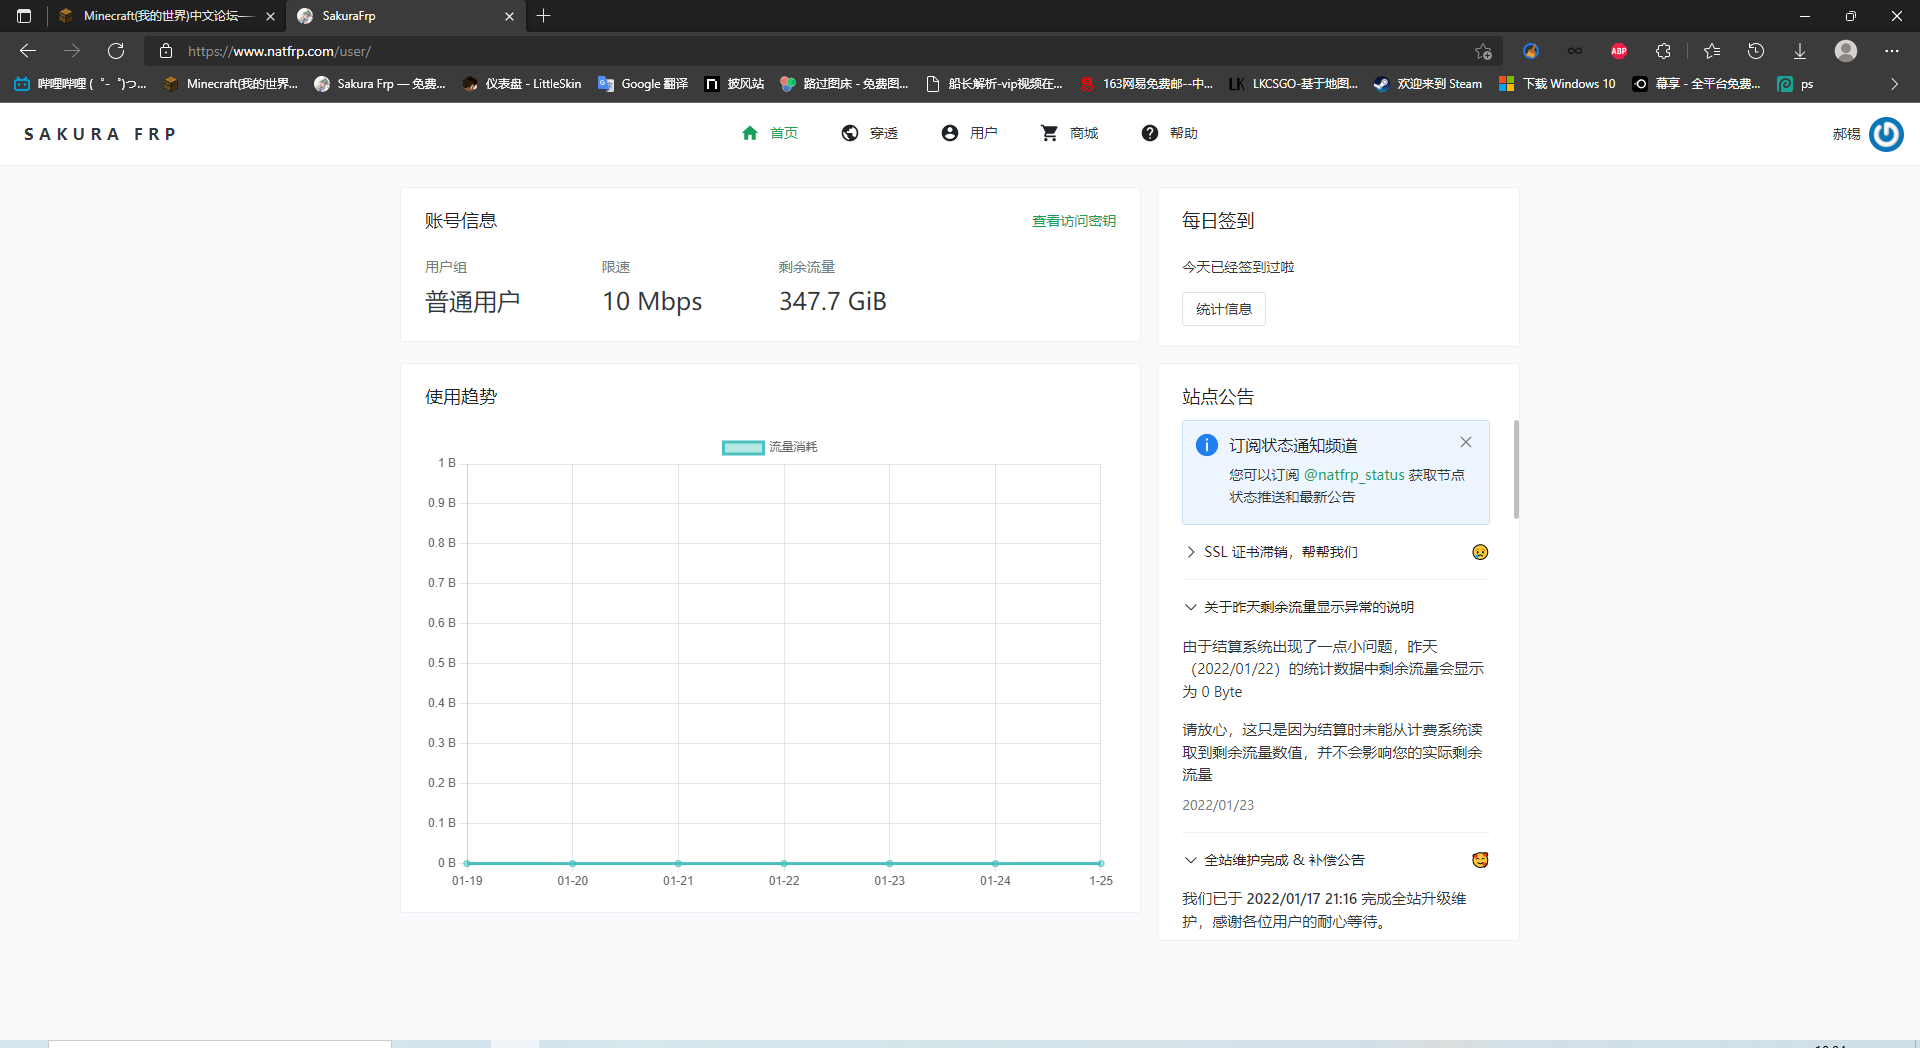 Minecraft(我的世界)中文论坛——
SakuraFrp
https://www.natfrp.com/user/
ABP
哔哩哔哩 ( ゜- ゜)つ...
Minecraft(我的世界...
Sakura Frp — 免费...
仪表盘 - LittleSkin
Google 翻译
披风站
路过图床 - 免费图...
船长解析-vip视频在...
163网易免费邮--中...
LK
LKCSGO-基于地图...
欢迎来到 Steam
下载 Windows 10
幕享 - 全平台免费...
ps
SAKURA FRP
首页
穿透
用户
商城
帮助
郝锡
账号信息
查看访问密钥
用户组
限速
剩余流量
普通用户
10 Mbps
347.7 GiB
每日签到
今天已经签到过啦
统计信息
使用趋势
流量消耗
1 B
0.9 B
0.8 B
0.7 B
0.6 B
0.5 B
0.4 B
0.3 B
0.2 B
0.1 B
0 B
01-19
01-20
01-21
01-22
01-23
01-24
1-25
站点公告
订阅状态通知频道
您可以订阅 @natfrp_status 获取节点
状态推送和最新公告
SSL 证书滞销，帮帮我们
关于昨天剩余流量显示异常的说明
由于结算系统出现了一点小问题，昨天
（2022/01/22）的统计数据中剩余流量会显示
为 0 Byte
请放心，这只是因为结算时未能从计费系统读
取到剩余流量数值，并不会影响您的实际剩余
流量
2022/01/23
全站维护完成 & 补偿公告
我们已于 2022/01/17 21:16 完成全站升级维
护，感谢各位用户的耐心等待。